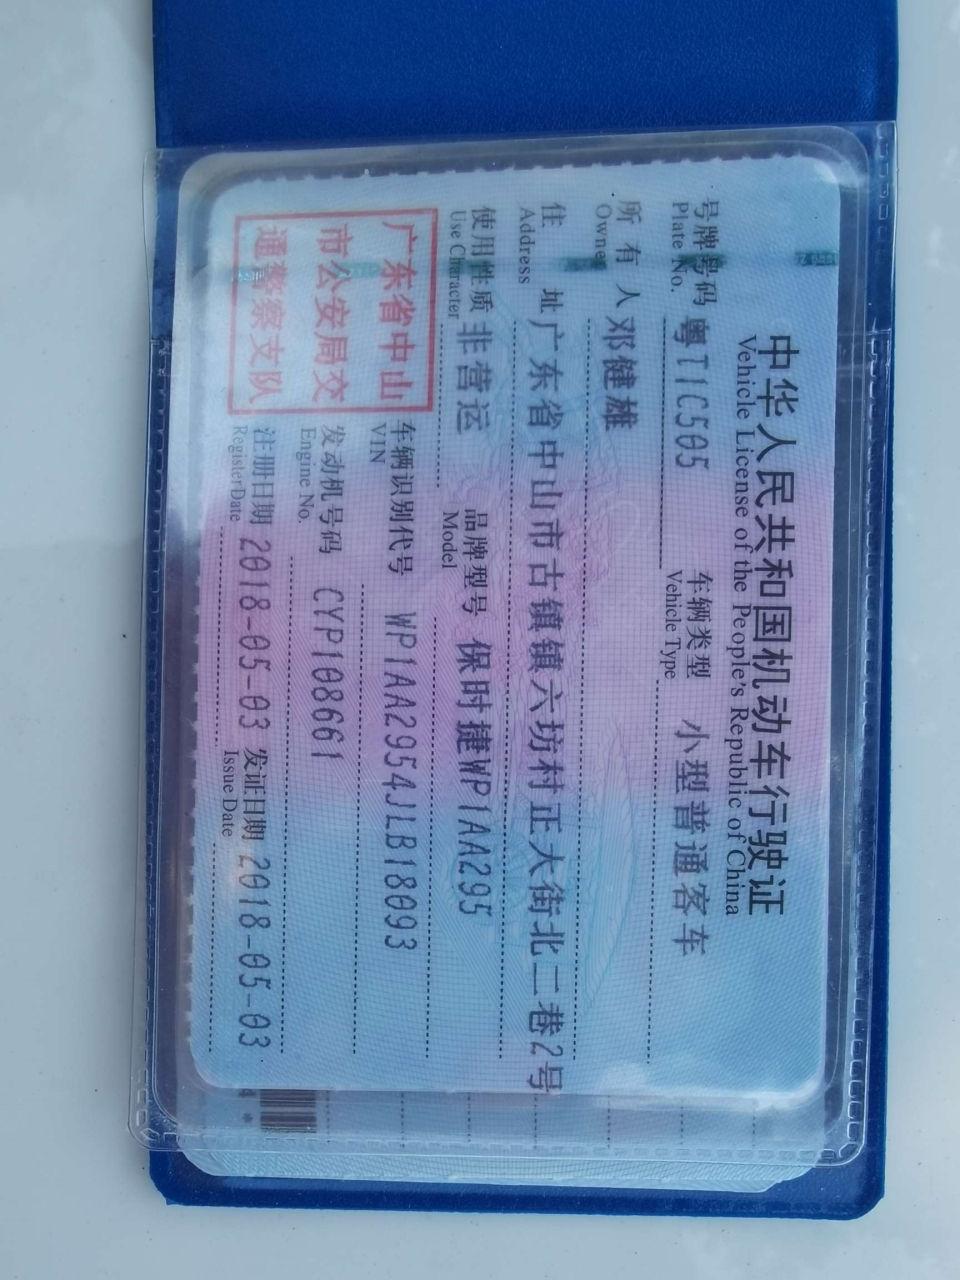 中华人民共和国机动车行驶证
Vehicle License of the People's Republic of China
号牌号码 粤T1C505 车辆类型 小型普通客车
Plate No. Vehicle Type
所有人 邓健雄
Owner
住址 广东省中山市古镇镇六坊村正大街北二巷2号
Address
使用性质 非营运 品牌型号 保时捷WP1AA295
Use Character Model
广东省中山
市公安局交
通警察支队
车辆识别代号 WP1AA2954JLB18093
VIN
发动机号码 CYP108661
Engine No.
注册日期 2018-05-03 发证日期 2018-05-03
Register Date Issue Date